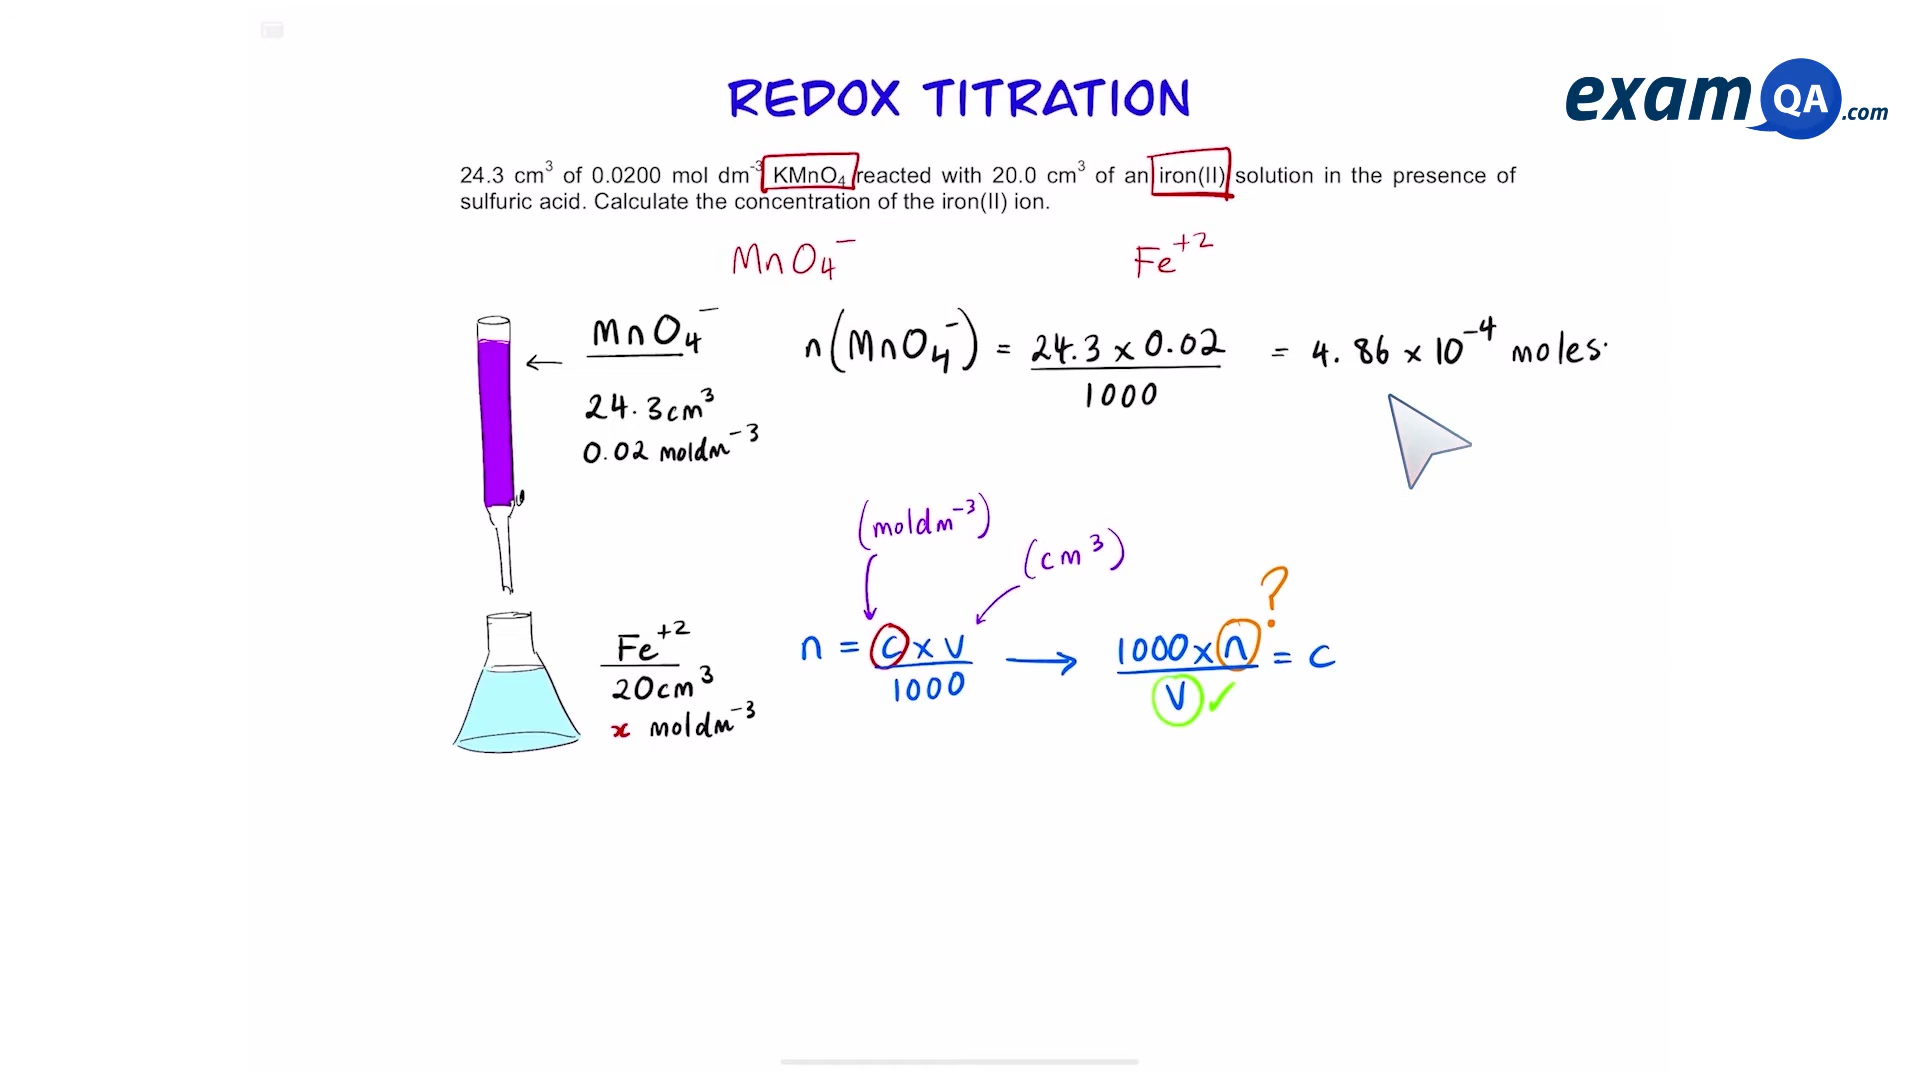 REDOX TITRATION
examQA.com
24.3 cm³ of 0.0200 mol dm⁻³ KMnO₄ reacted with 20.0 cm³ of an iron(II) solution in the presence of
sulfuric acid. Calculate the concentration of the iron(II) ion.
MnO₄⁻ Fe⁺²
MnO₄⁻
24.3cm³
0.02 moldm⁻³
n(MnO₄⁻) = 24.3 x 0.02 / 1000 = 4.86 x 10⁻⁴ moles.
(moldm⁻³)
(cm³)
Fe⁺²
20cm³
x moldm⁻³
n = c x v / 1000 → 1000 x n / v = c
?
✓